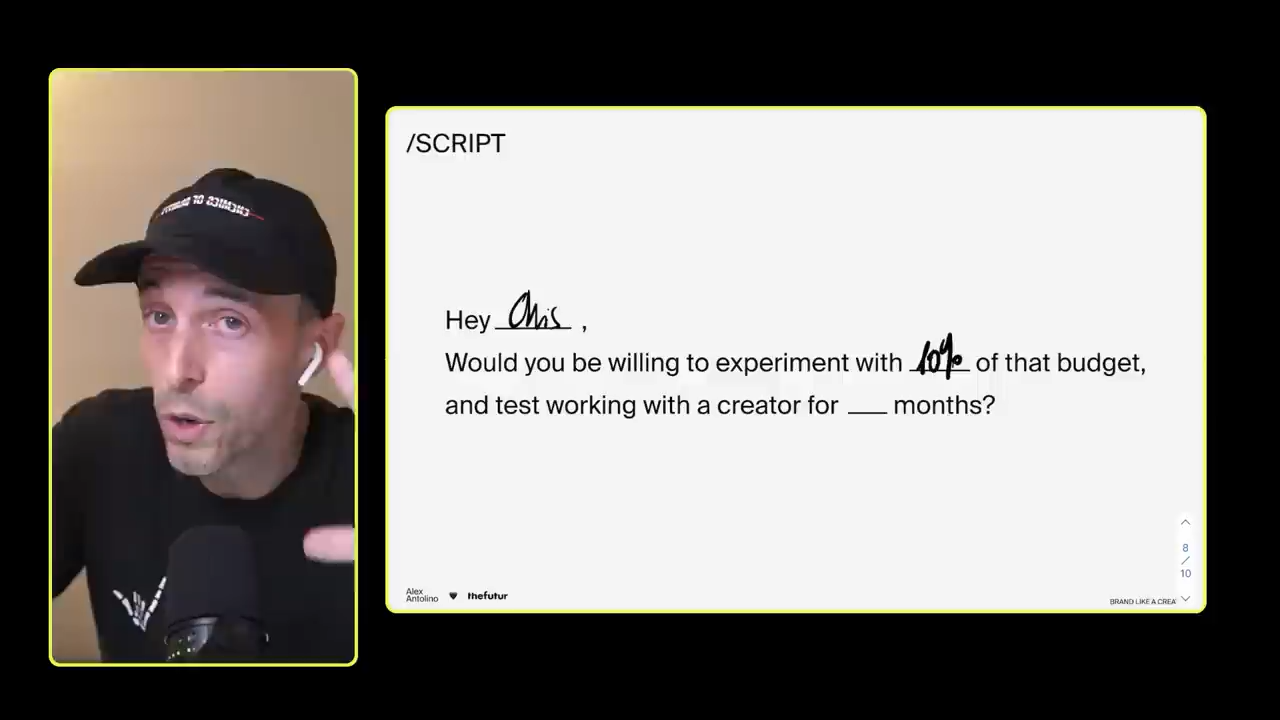 /SCRIPT
Hey Chris ,
Would you be willing to experiment with 10% of that budget,
and test working with a creator for ___ months?
8
/
10
Alex
Antolino
thefutur
BRAND LIKE A CREA